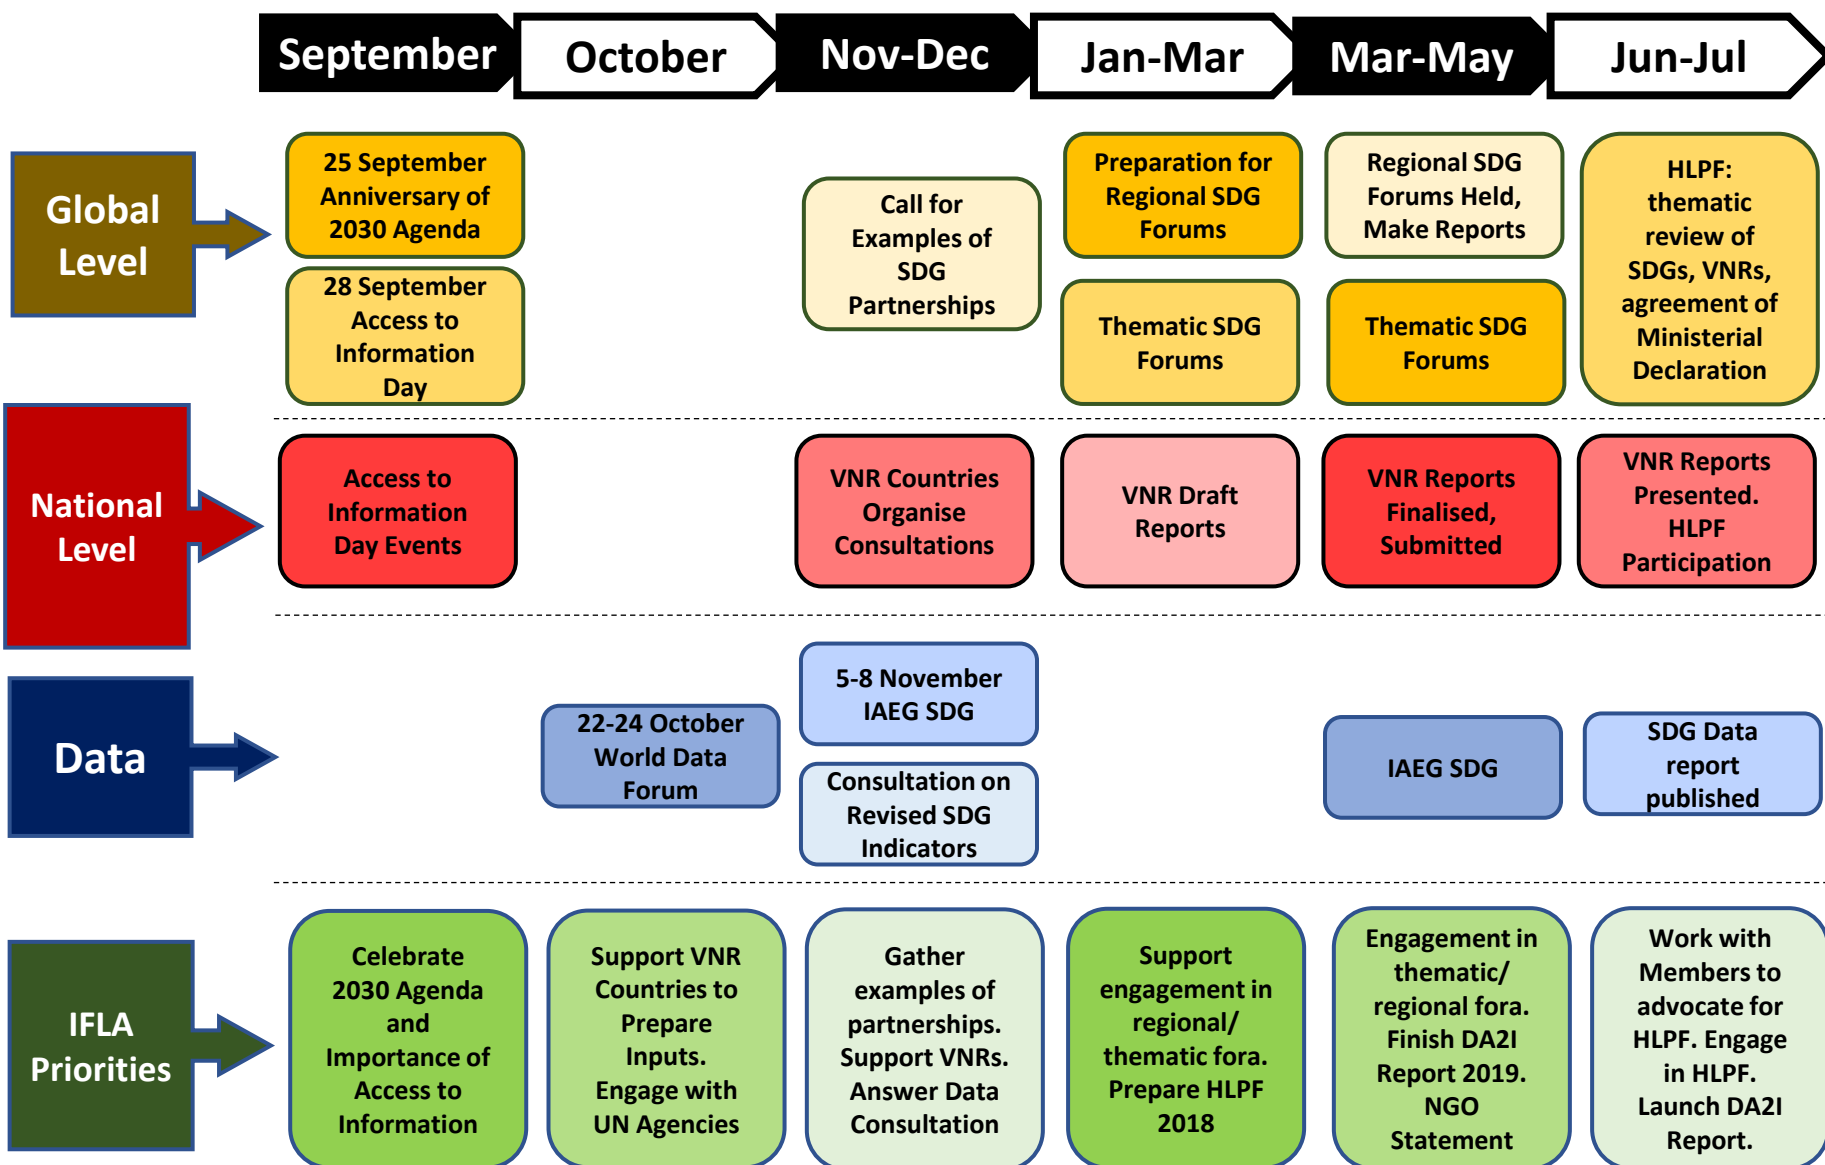 September
October
Nov-Dec
Jan-Mar
Mar-May
Jun-Jul
Global
Level
25 September
Anniversary of
2030 Agenda
28 September
Access to
Information
Day
Call for
Examples of
SDG
Partnerships
Preparation for
Regional SDG
Forums
Thematic SDG
Forums
Regional SDG
Forums Held,
Make Reports
Thematic SDG
Forums
HLPF:
thematic
review of
SDGs, VNRs,
agreement of
Ministerial
Declaration
National
Level
Access to
Information
Day Events
VNR Countries
Organise
Consultations
VNR Draft
Reports
VNR Reports
Finalised,
Submitted
VNR Reports
Presented.
HLPF
Participation
Data
22-24 October
World Data
Forum
5-8 November
IAEG SDG
Consultation on
Revised SDG
Indicators
IAEG SDG
SDG Data
report
published
IFLA
Priorities
Celebrate
2030 Agenda
and
Importance of
Access to
Information
Support VNR
Countries to
Prepare
Inputs.
Engage with
UN Agencies
Gather
examples of
partnerships.
Support VNRs.
Answer Data
Consultation
Support
engagement in
regional/
thematic fora.
Prepare HLPF
2018
Engagement in
thematic/
regional fora.
Finish DA2I
Report 2019.
NGO
Statement
Work with
Members to
advocate for
HLPF. Engage
in HLPF.
Launch DA2I
Report.